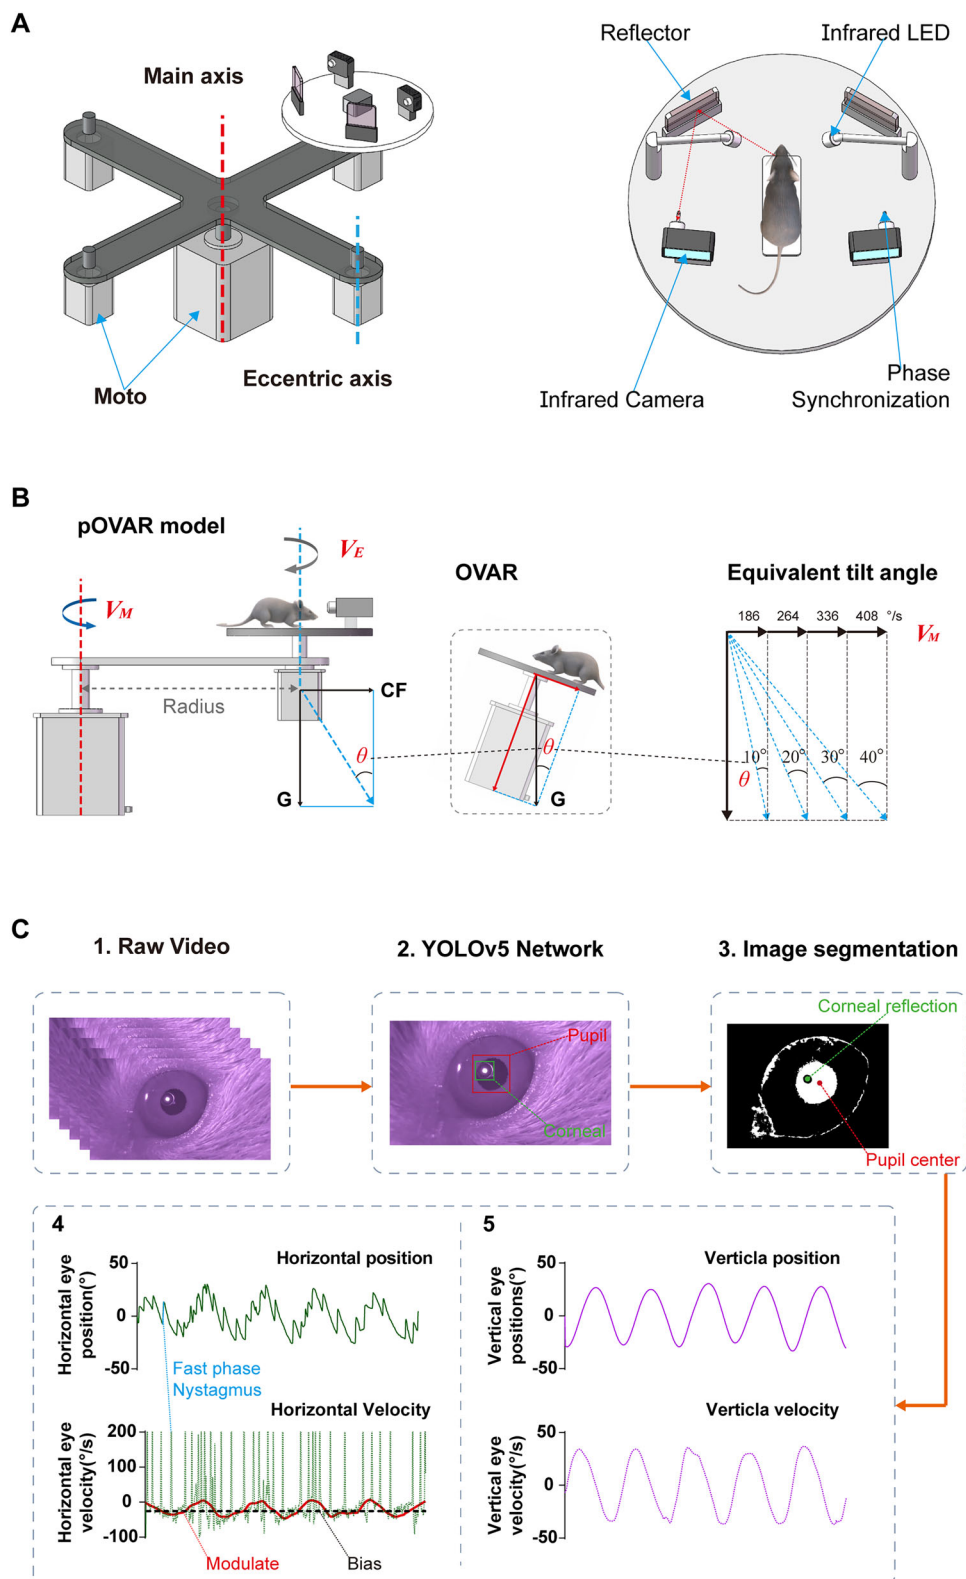 A
Main axis
Moto
Eccentric axis
Reflector
Infrared LED
Infrared Camera
Phase
Synchronization
B
pOVAR model
V_E
V_M
Radius
CF
θ
G
OVAR
θ
G
Equivalent tilt angle
186 264 336 408 °/s
V_M
10° 20° 30° 40°
θ
C
1. Raw Video
2. YOLOv5 Network
Pupil
Corneal
3. Image segmentation
Corneal reflection
Pupil center
4
Horizontal position
Horizontal eye
position(°)
50
0
-50
Fast phase
Nystagmus
Horizontal Velocity
Horizontal eye
velocity(°/s)
200
100
0
-100
Modulate
Bias
5
Verticla position
Vertical eye
positions(°)
50
0
-50
Verticla velocity
Vertical eye
velocity(°/s)
50
0
-50